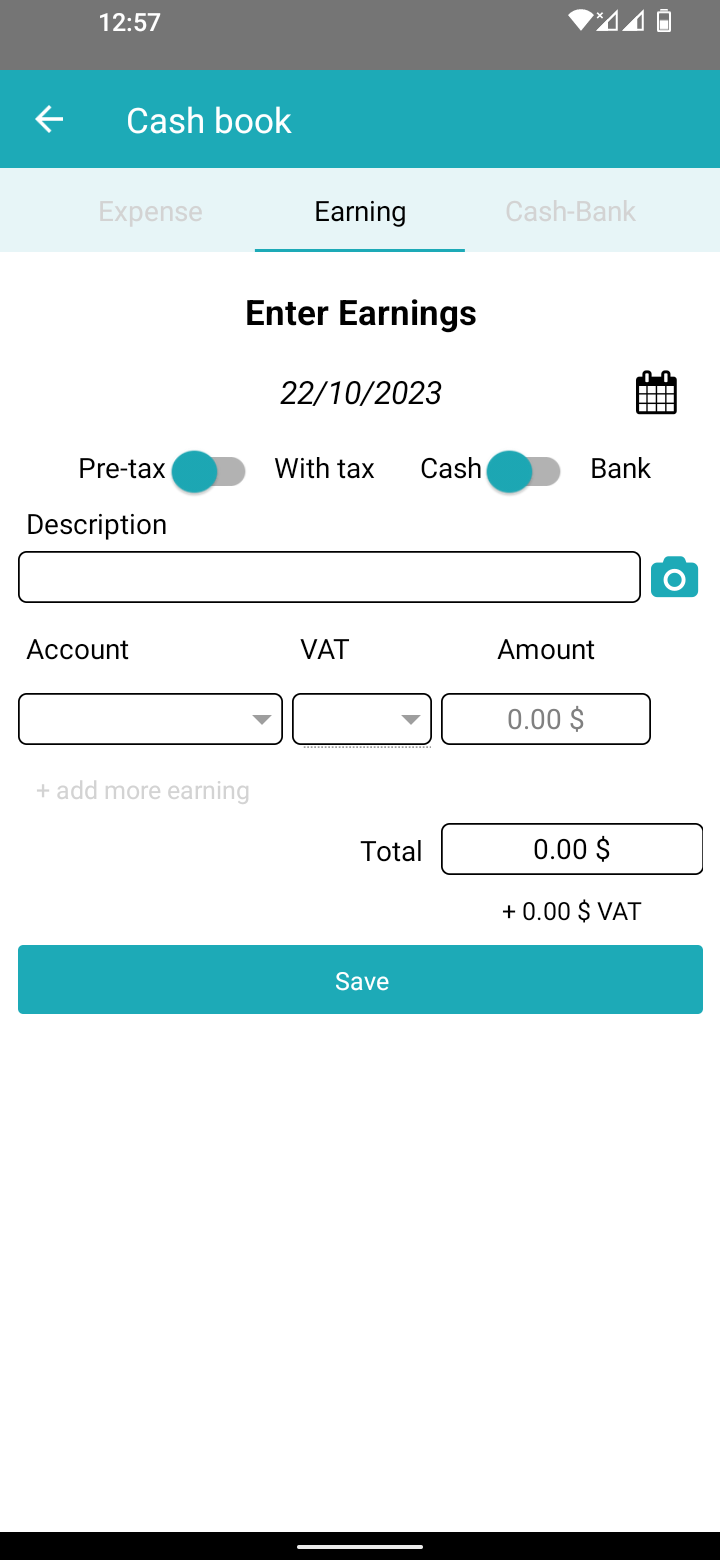 12:57
Cash book
Expense Earning Cash-Bank
Enter Earnings
22/10/2023
Pre-tax With tax Cash Bank
Description
Account VAT Amount
0.00 $
+ add more earning
Total 0.00 $
+ 0.00 $ VAT
Save